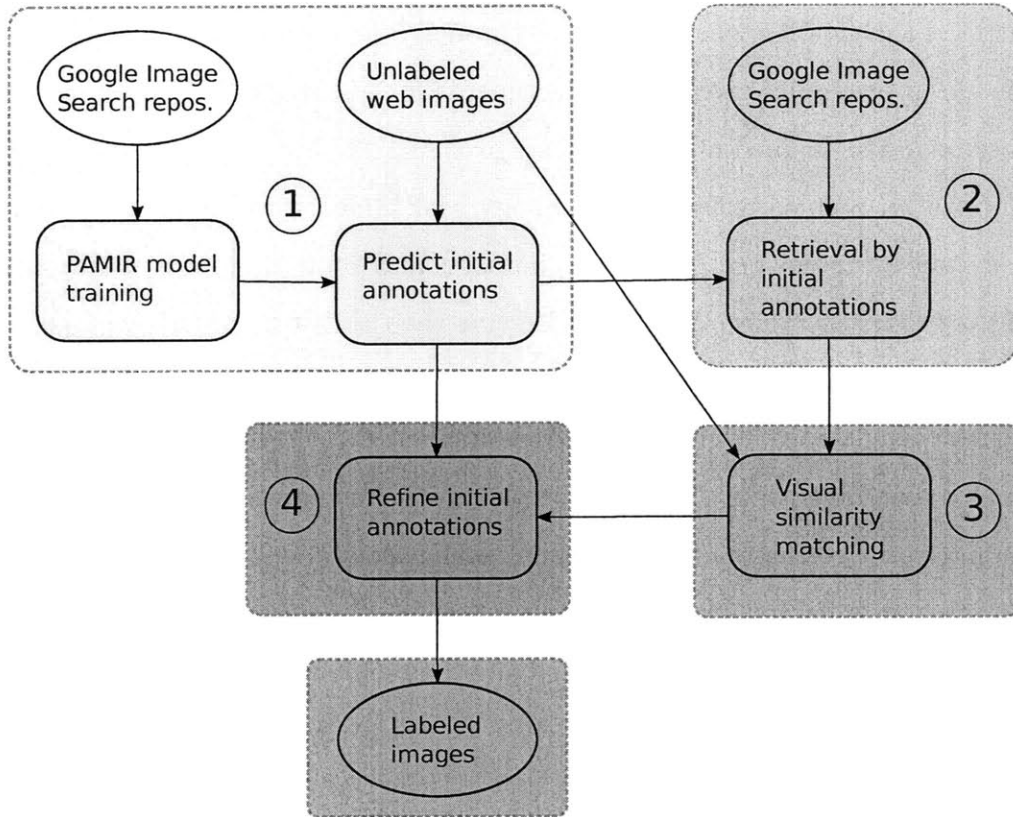 Google Image
Search repos.
Unlabeled
web images
Google Image
Search repos.
1
2
PAMIR model
training
Predict initial
annotations
Retrieval by
initial
annotations
4
Refine initial
annotations
Visual
similarity
matching
3
Labeled
images